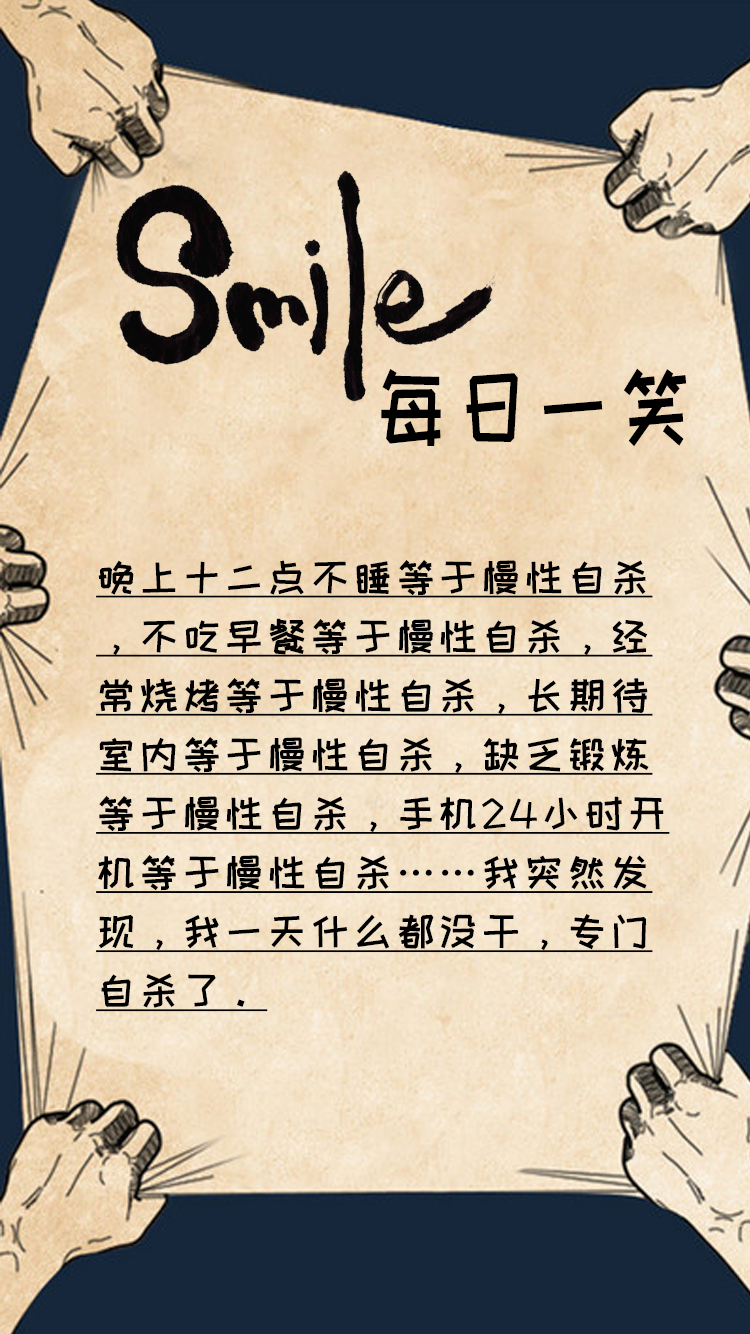 Smile
每日一笑
晚上十二点不睡等于慢性自杀
，不吃早餐等于慢性自杀，经
常烧烤等于慢性自杀，长期待
室内等于慢性自杀，缺乏锻炼
等于慢性自杀，手机24小时开
机等于慢性自杀……我突然发
现，我一天什么都没干，专门
自杀了．